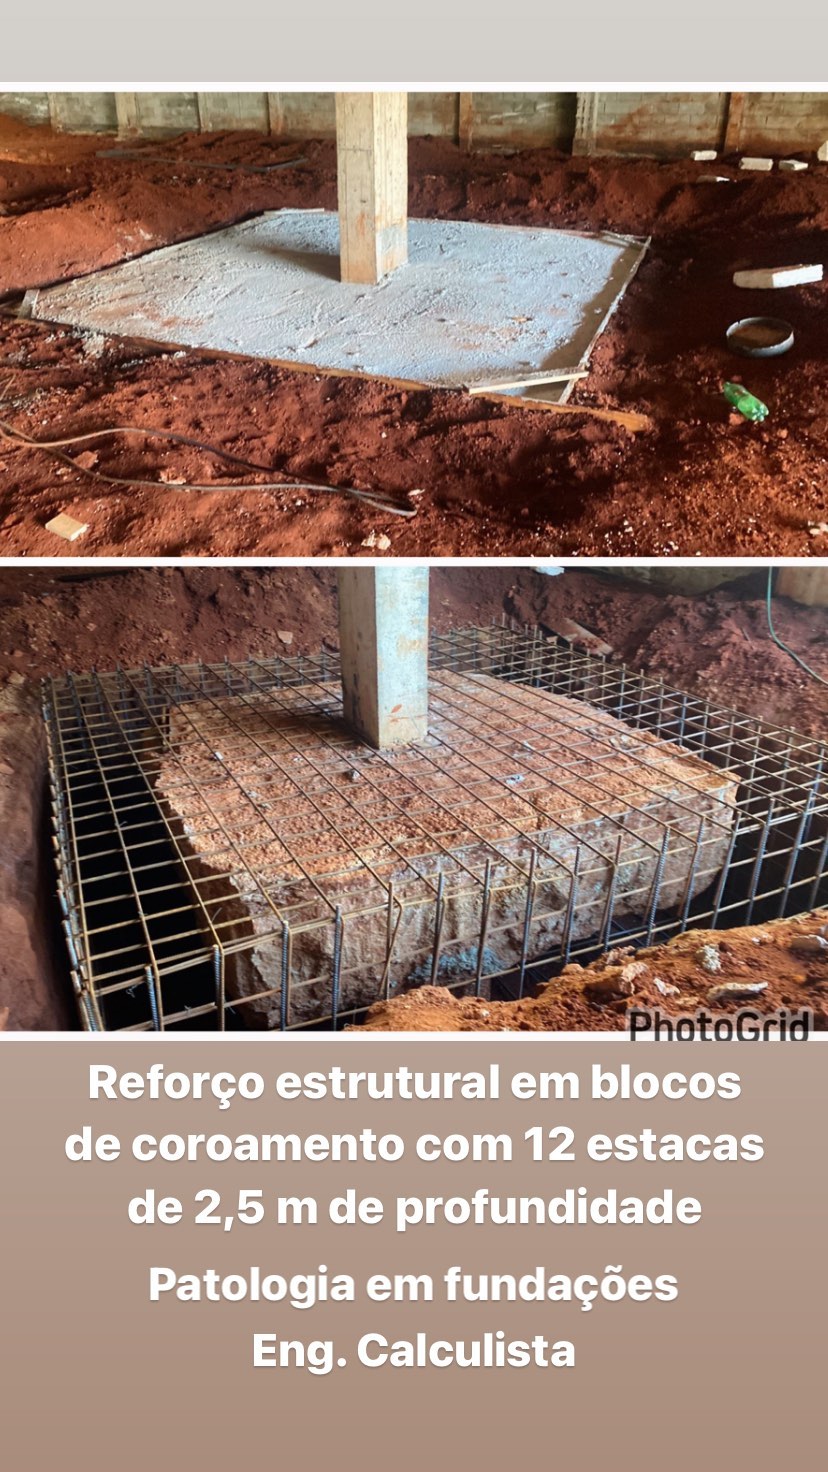 PhotoGrid
Reforço estrutural em blocos
de coroamento com 12 estacas
de 2,5 m de profundidade
Patologia em fundações
Eng. Calculista